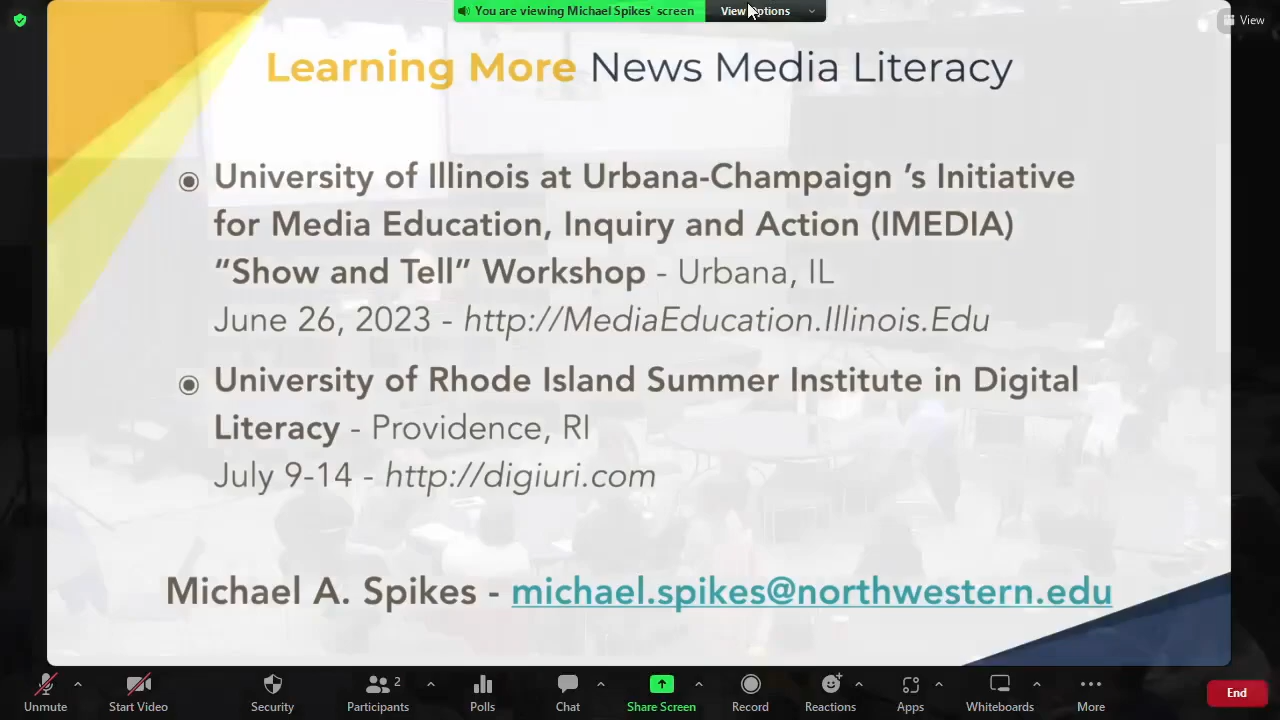 You are viewing Michael Spikes' screen
View Options
View
Learning More News Media Literacy
University of Illinois at Urbana-Champaign 's Initiative
for Media Education, Inquiry and Action (IMEDIA)
“Show and Tell” Workshop - Urbana, IL
June 26, 2023 - http://MediaEducation.Illinois.Edu
University of Rhode Island Summer Institute in Digital
Literacy - Providence, RI
July 9-14 - http://digiuri.com
Michael A. Spikes - michael.spikes@northwestern.edu
Unmute
Start Video
Security
Participants
2
Polls
Chat
Share Screen
Record
Reactions
Apps
Whiteboards
More
End